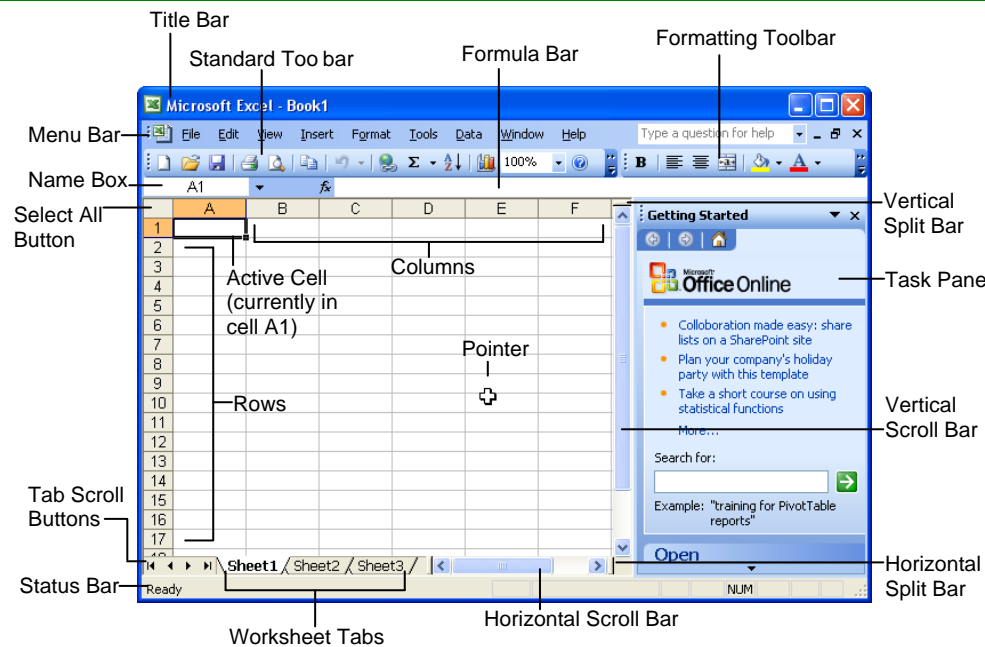 Title Bar
Standard Too bar
Formula Bar
Formatting Toolbar
Microsoft Excel - Book1
Menu Bar
File Edit View Insert Format Tools Data Window Help
Type a question for help
100%
B
A
Name Box
A1
fx
Select All
Button
A B C D E F
Vertical
Split Bar
Getting Started
1
2
3
4
5
6
7
8
9
10
11
12
13
14
15
16
17
18
Active Cell
(currently in
cell A1)
Columns
Pointer
Rows
Microsoft
Office Online
Task Pane
Colloboration made easy: share
lists on a SharePoint site
Plan your company's holiday
party with this template
Take a short course on using
statistical functions
More...
Vertical
Scroll Bar
Search for:
Example: "training for PivotTable
reports"
Open
Tab Scroll
Buttons
Sheet1 Sheet2 Sheet3
Horizontal
Split Bar
Status Bar
Ready
NUM
Worksheet Tabs
Horizontal Scroll Bar